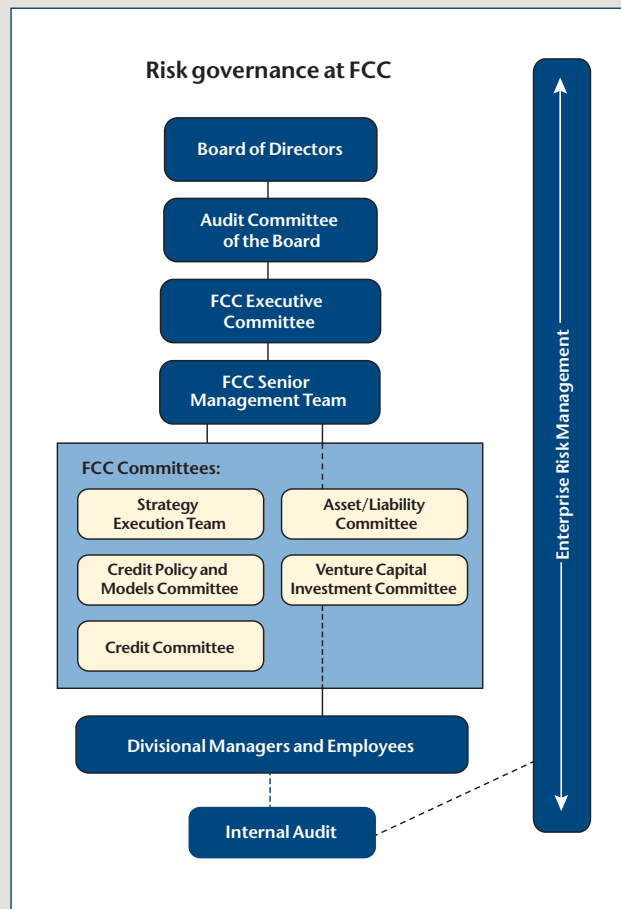 Risk governance at FCC
Board of Directors
Audit Committee
of the Board
FCC Executive
Committee
FCC Senior
Management Team
FCC Committees:
Strategy
Execution Team
Asset/Liability
Committee
Credit Policy and
Models Committee
Venture Capital
Investment Committee
Credit Committee
Divisional Managers and Employees
Internal Audit
Enterprise Risk Management